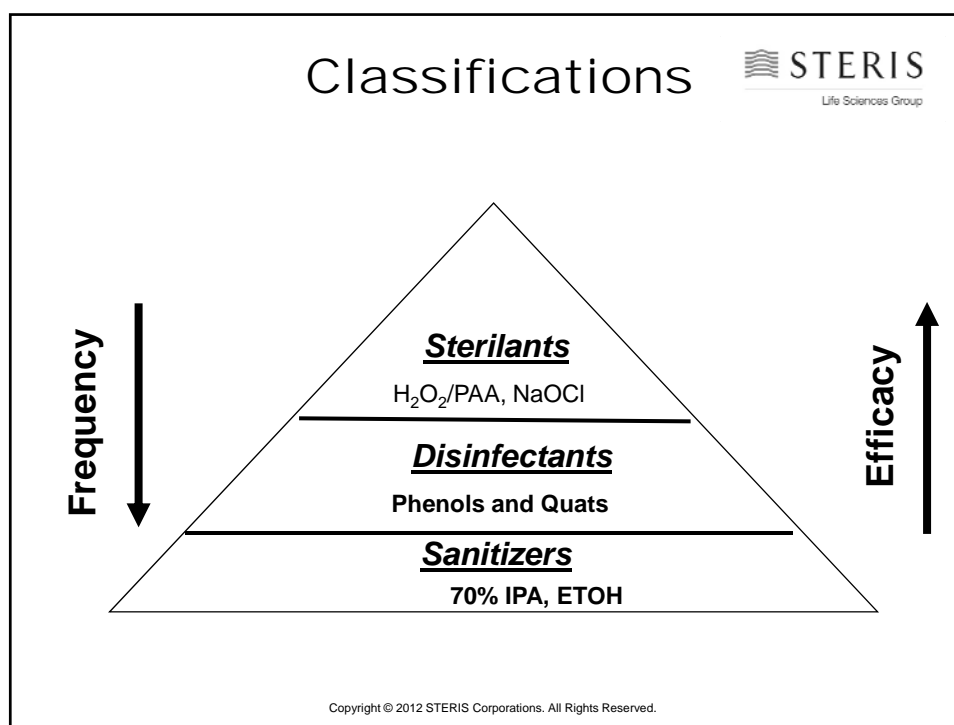 Classifications
STERIS
Life Sciences Group
Frequency
Efficacy
Sterilants
H₂O₂/PAA, NaOCl
Disinfectants
Phenols and Quats
Sanitizers
70% IPA, ETOH
Copyright © 2012 STERIS Corporations. All Rights Reserved.